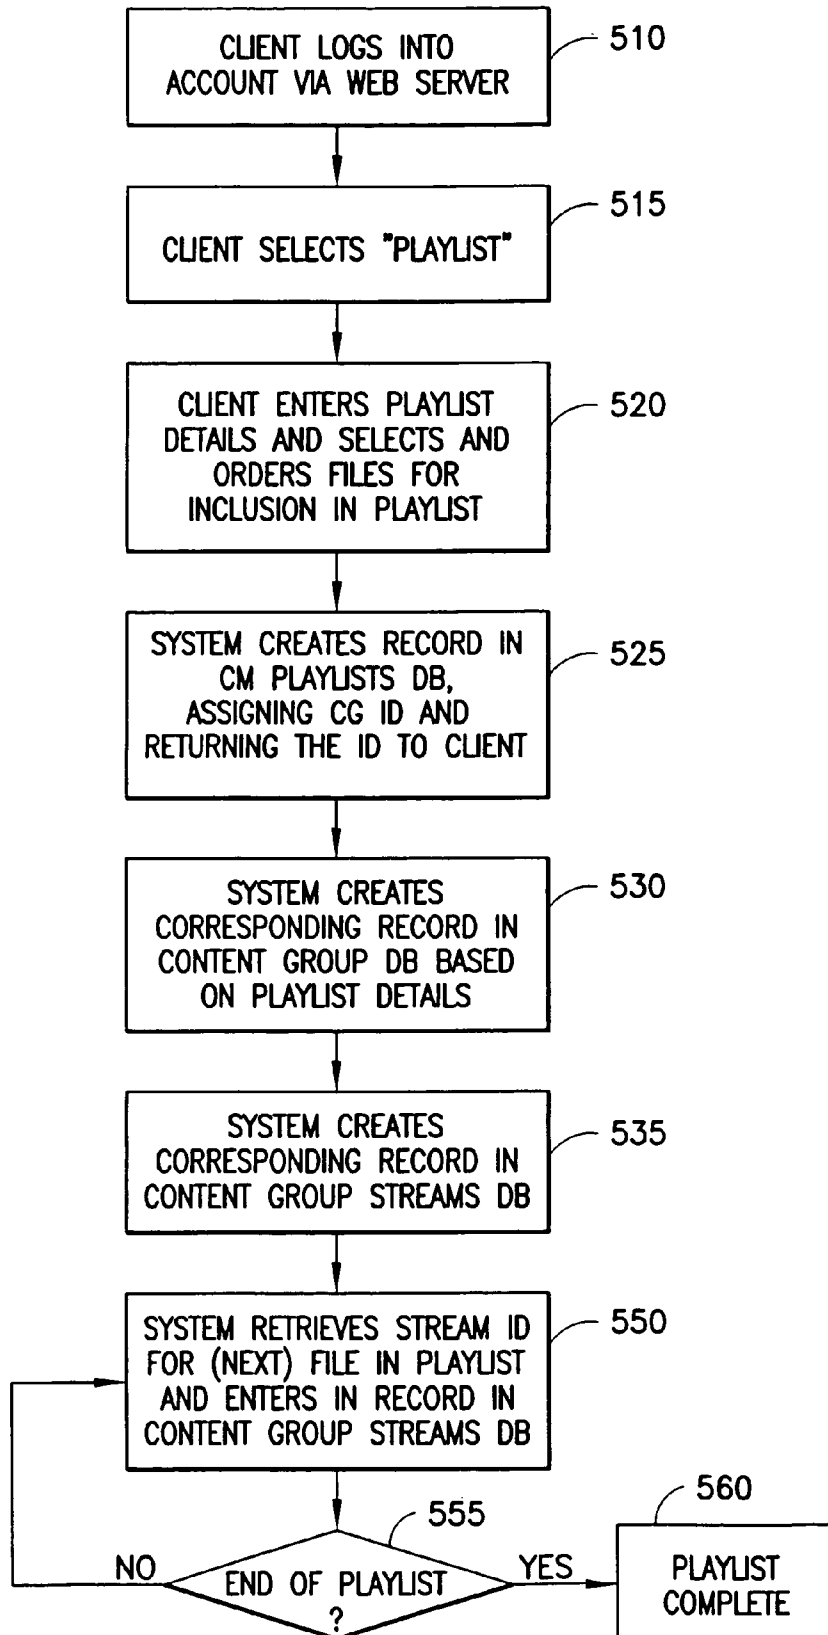 CLIENT LOGS INTO
ACCOUNT VIA WEB SERVER
510
CLIENT SELECTS "PLAYLIST"
515
CLIENT ENTERS PLAYLIST
DETAILS AND SELECTS AND
ORDERS FILES FOR
INCLUSION IN PLAYLIST
520
SYSTEM CREATES RECORD IN
CM PLAYLISTS DB,
ASSIGNING CG ID AND
RETURNING THE ID TO CLIENT
525
SYSTEM CREATES
CORRESPONDING RECORD IN
CONTENT GROUP DB BASED
ON PLAYLIST DETAILS
530
SYSTEM CREATES
CORRESPONDING RECORD IN
CONTENT GROUP STREAMS DB
535
SYSTEM RETRIEVES STREAM ID
FOR (NEXT) FILE IN PLAYLIST
AND ENTERS IN RECORD IN
CONTENT GROUP STREAMS DB
550
555
NO
END OF PLAYLIST
?
YES
560
PLAYLIST
COMPLETE